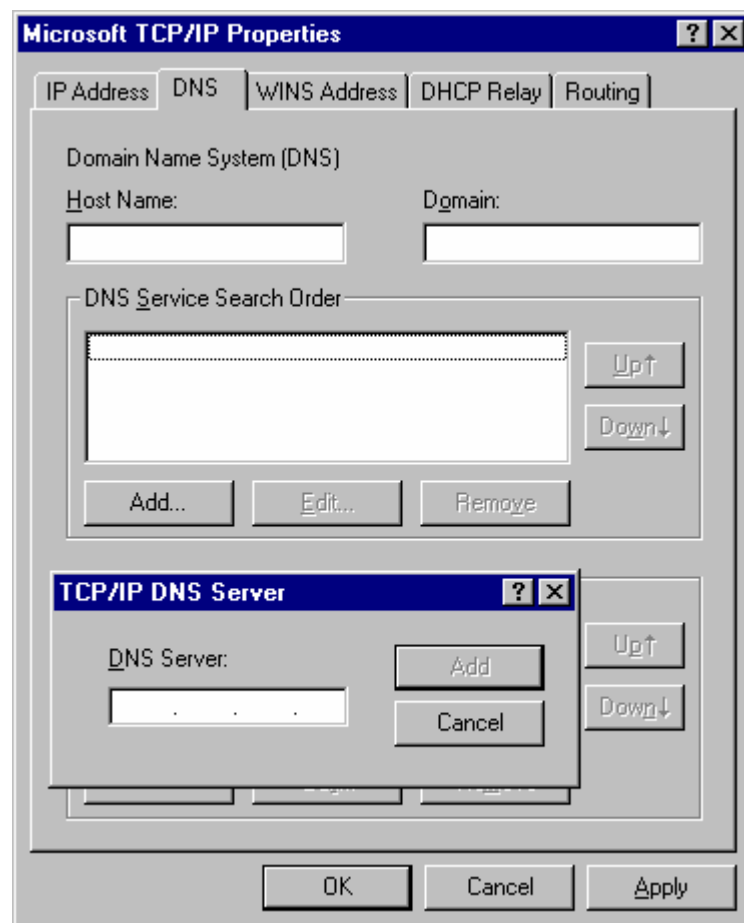 Microsoft TCP/IP Properties
IP Address DNS WINS Address DHCP Relay Routing
Domain Name System (DNS)
Host Name: Domain:
DNS Service Search Order
Up↑
Down↓
Add... Edit... Remove
TCP/IP DNS Server
DNS Server:
. . .
Add
Cancel
Up↑
Down↓
OK Cancel Apply